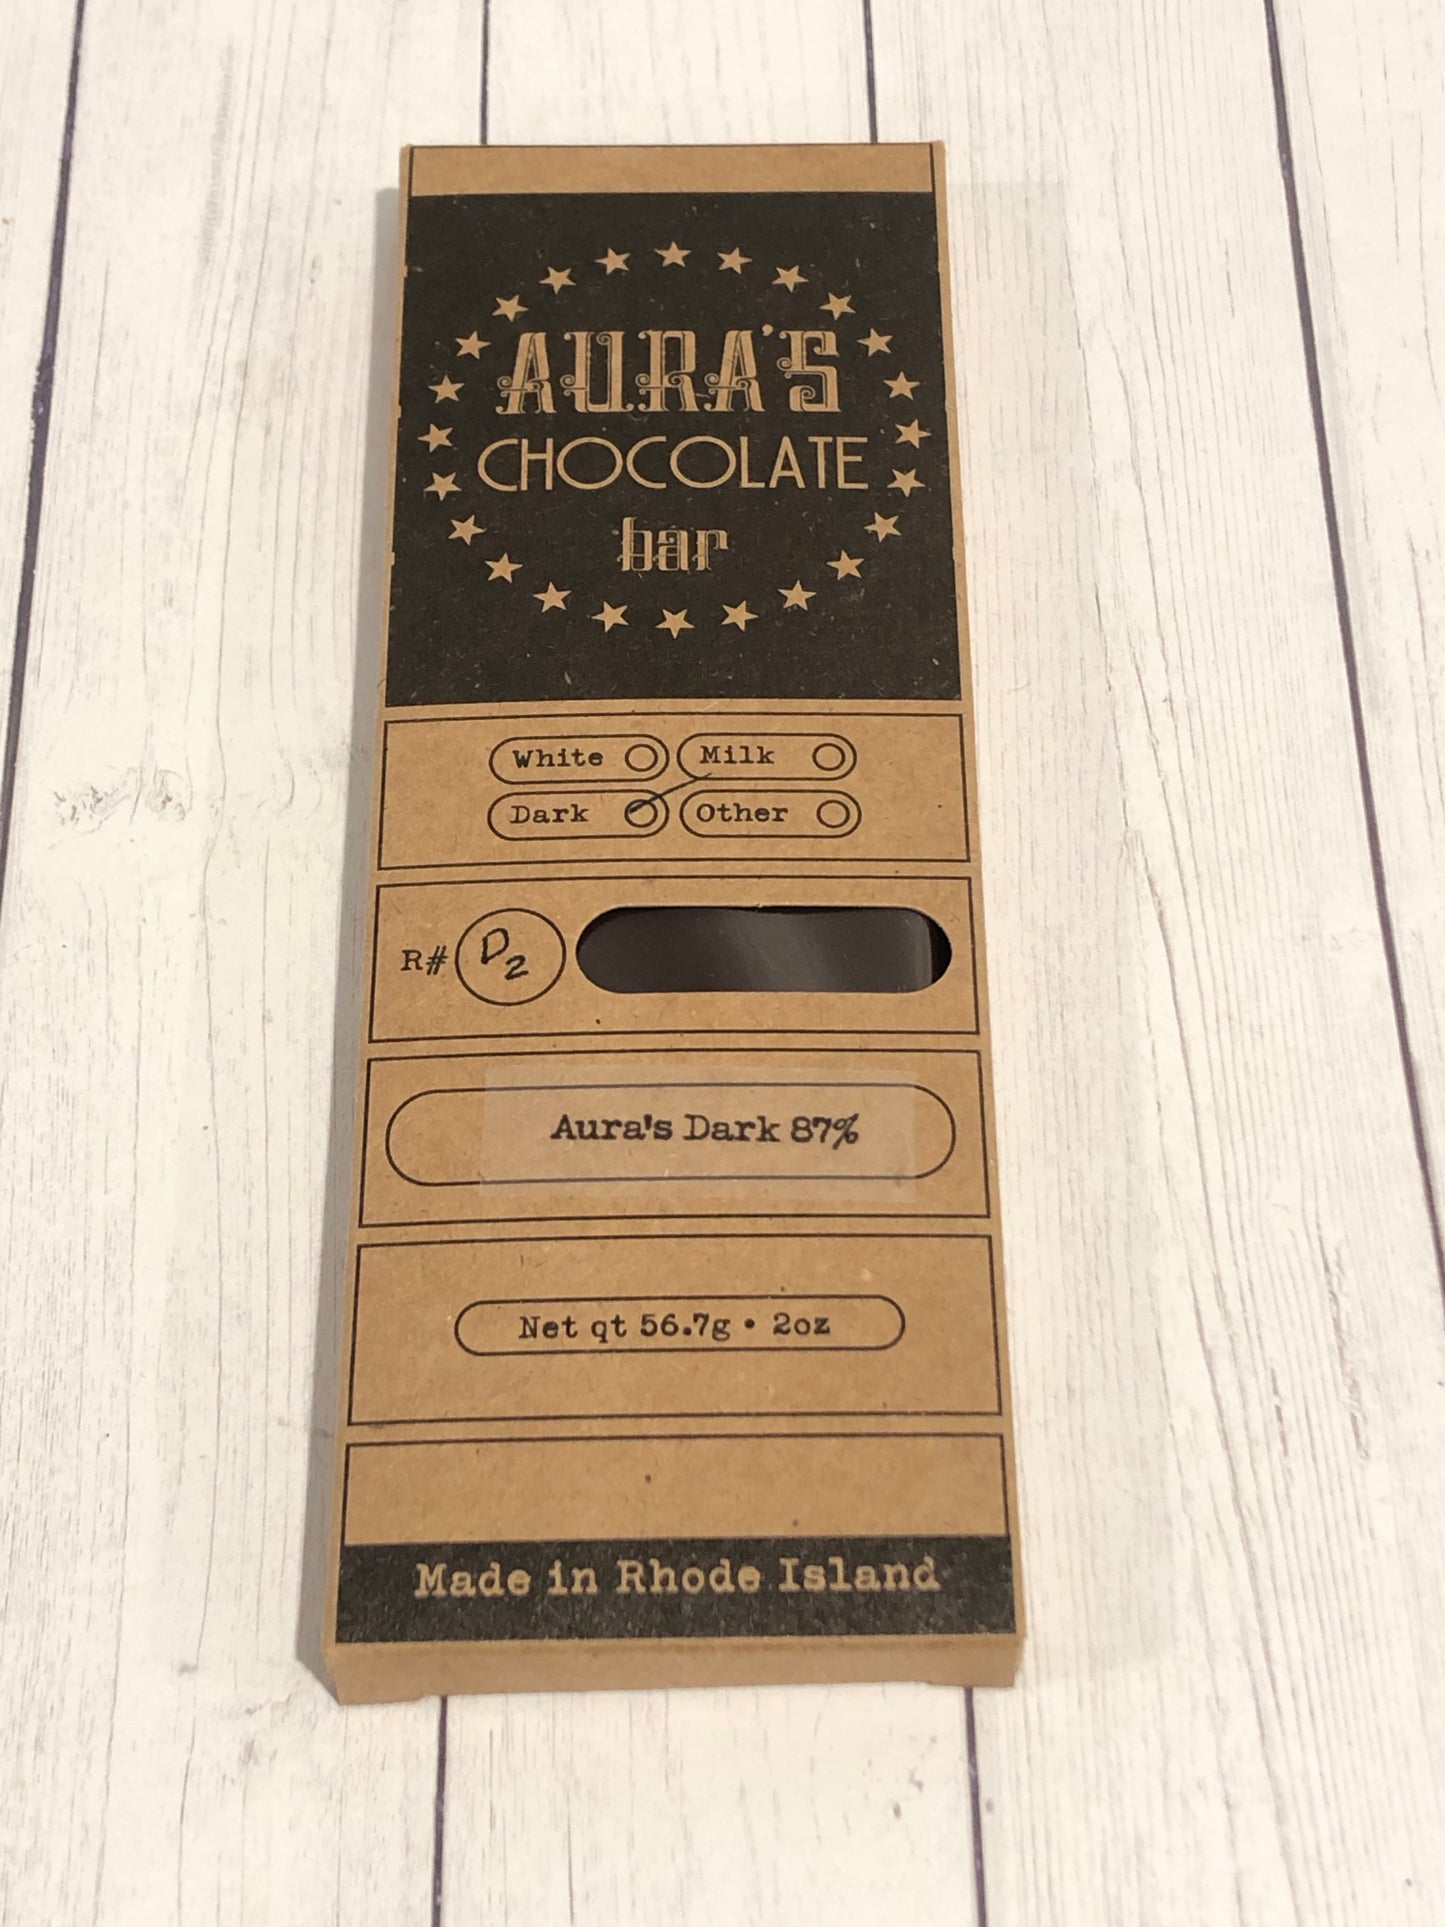 AURA'S
CHOCOLATE
bar
White Milk
Dark Other
R# D2
Aura's Dark 87%
Net qt 56.7g • 2oz
Made in Rhode Island